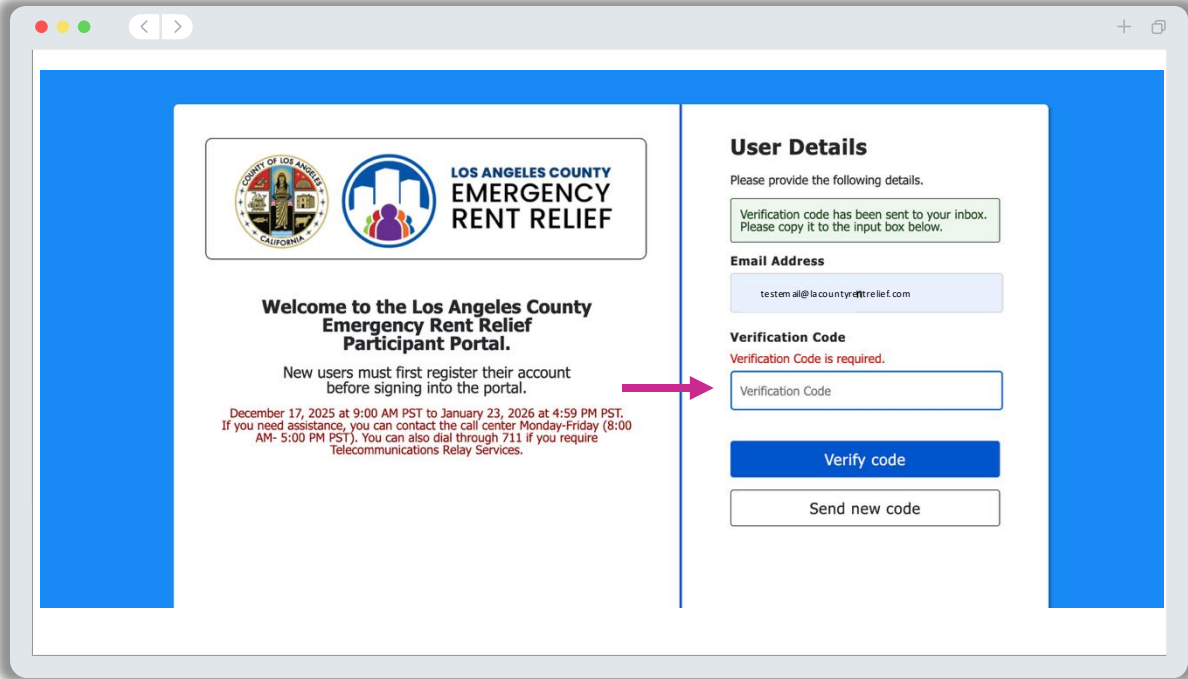 COUNTY OF LOS ANGELES
CALIFORNIA
LOS ANGELES COUNTY
EMERGENCY
RENT RELIEF
Welcome to the Los Angeles County
Emergency Rent Relief
Participant Portal.
New users must first register their account
before signing into the portal.
December 17, 2025 at 9:00 AM PST to January 23, 2026 at 4:59 PM PST.
If you need assistance, you can contact the call center Monday-Friday (8:00
AM- 5:00 PM PST). You can also dial through 711 if you require
Telecommunications Relay Services.
User Details
Please provide the following details.
Verification code has been sent to your inbox.
Please copy it to the input box below.
Email Address
testemail@lacountyrentrelief.com
Verification Code
Verification Code is required.
Verification Code
Verify code
Send new code